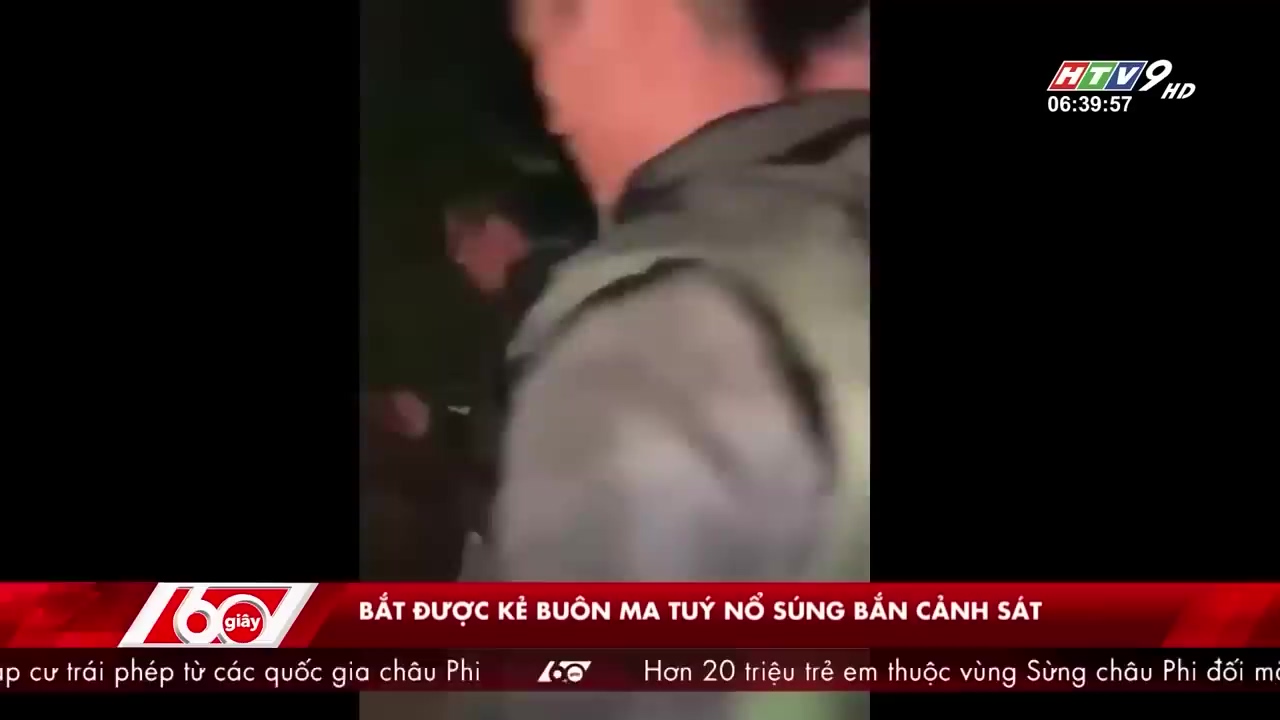 HTV9 HD
06:39:57
60 giây
BẮT ĐƯỢC KẺ BUÔN MA TUÝ NỔ SÚNG BẮN CẢNH SÁT
cư trái phép từ các quốc gia châu Phi
60 giây
Hơn 20 triệu trẻ em thuộc vùng Sừng châu Phi đối